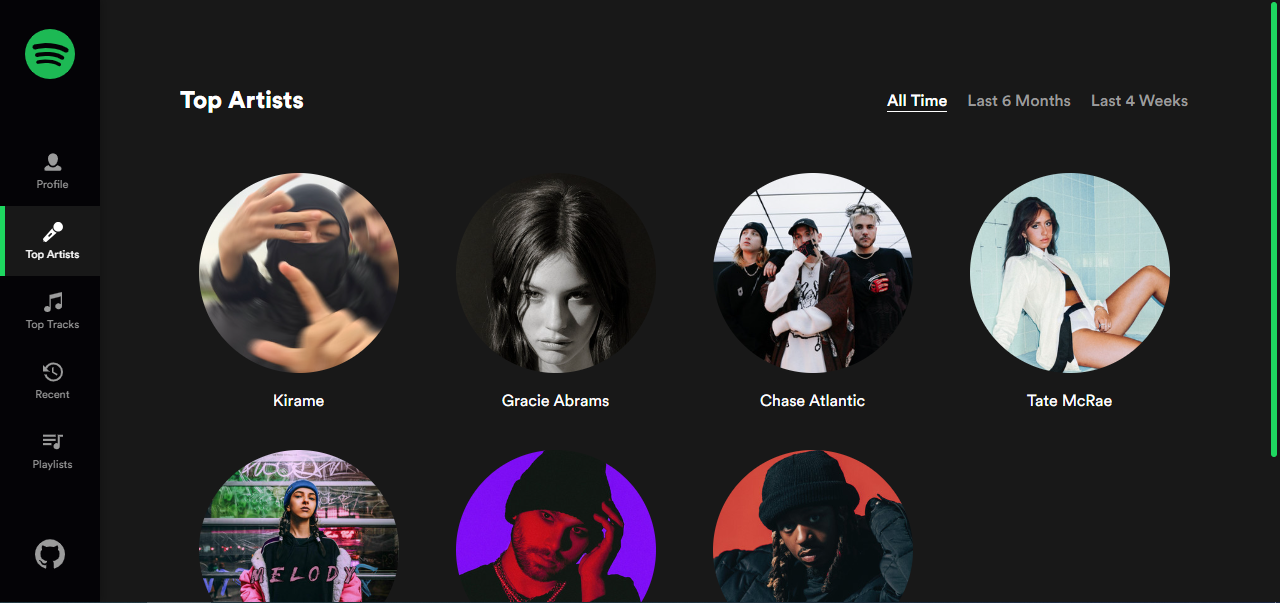 Top Artists
All Time Last 6 Months Last 4 Weeks
Profile
Top Artists
Top Tracks
Recent
Playlists
Kirame Gracie Abrams Chase Atlantic Tate McRae
MELODY